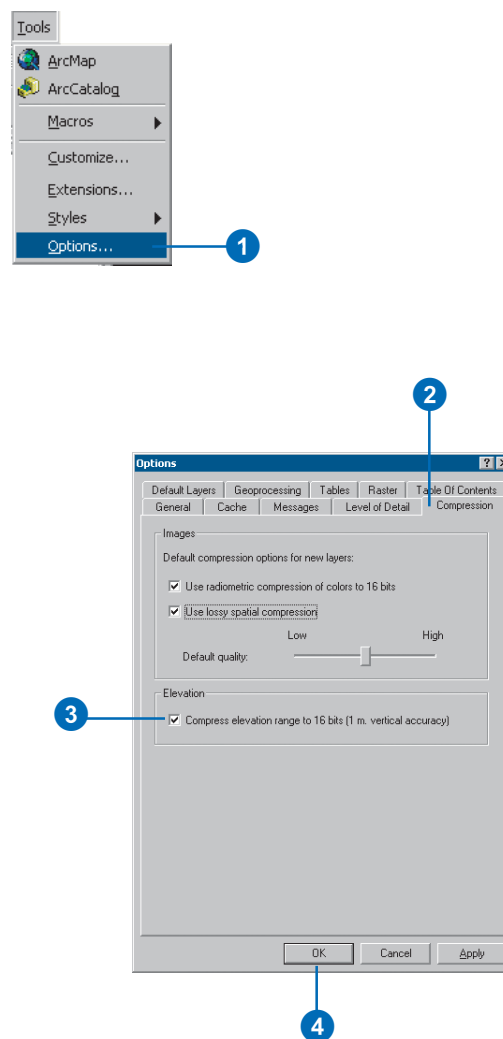 Tools
ArcMap
ArcCatalog
Macros
Customize...
Extensions...
Styles
Options...
1
2
Options
Default Layers Geoprocessing Tables Raster Table Of Contents
General Cache Messages Level of Detail Compression
Images
Default compression options for new layers:
Use radiometric compression of colors to 16 bits
Use lossy spatial compression
Low High
Default quality:
Elevation
3
Compress elevation range to 16 bits (1 m. vertical accuracy)
OK Cancel Apply
4